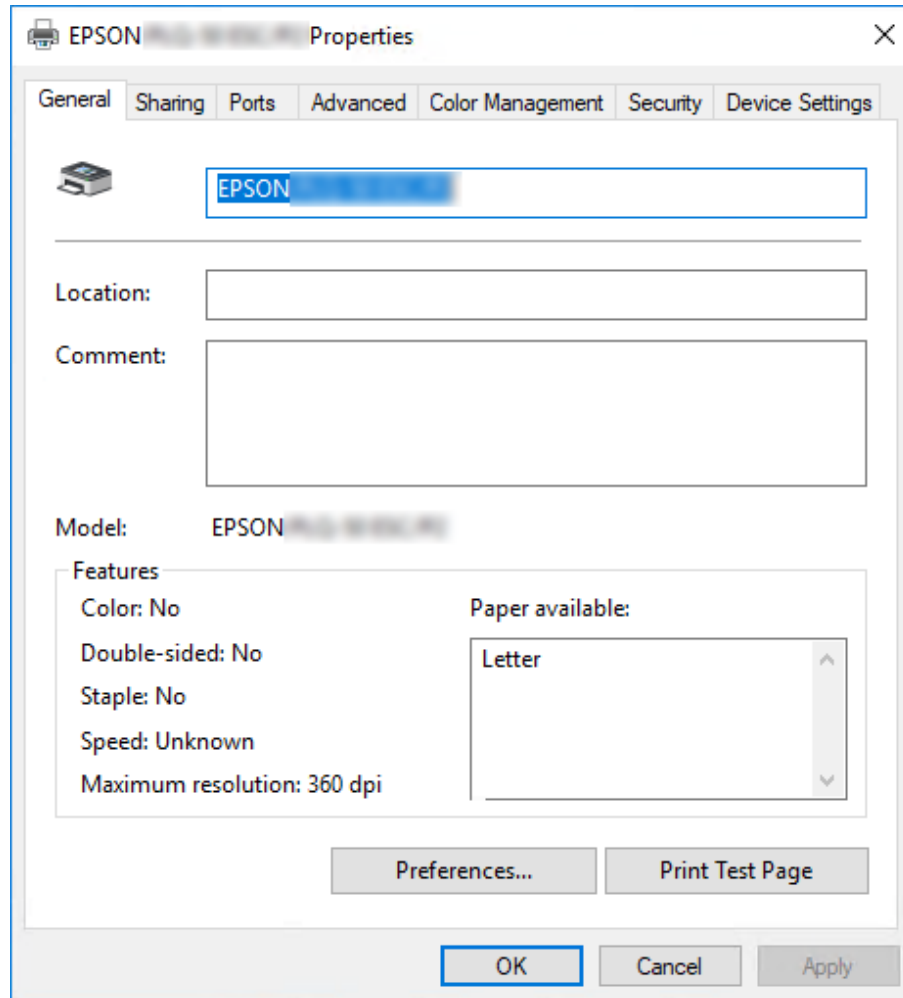 EPSON Properties
General Sharing Ports Advanced Color Management Security Device Settings
EPSON
Location:
Comment:
Model: EPSON
Features
Color: No
Paper available:
Double-sided: No
Letter
Staple: No
Speed: Unknown
Maximum resolution: 360 dpi
Preferences... Print Test Page
OK Cancel Apply